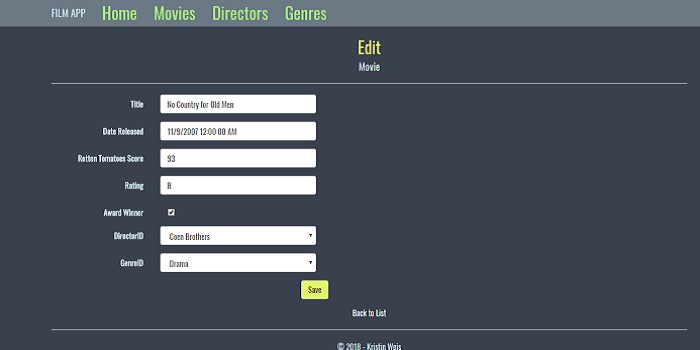 FILM APP Home Movies Directors Genres
Edit
Movie
Title No Country for Old Men
Date Released 11/9/2007 12:00:00 AM
Rotten Tomatoes Score 93
Rating R
Award Winner
DirectorID Coen Brothers
GenreID Drama
Save
Back to List
© 2018 - Kristin Weis